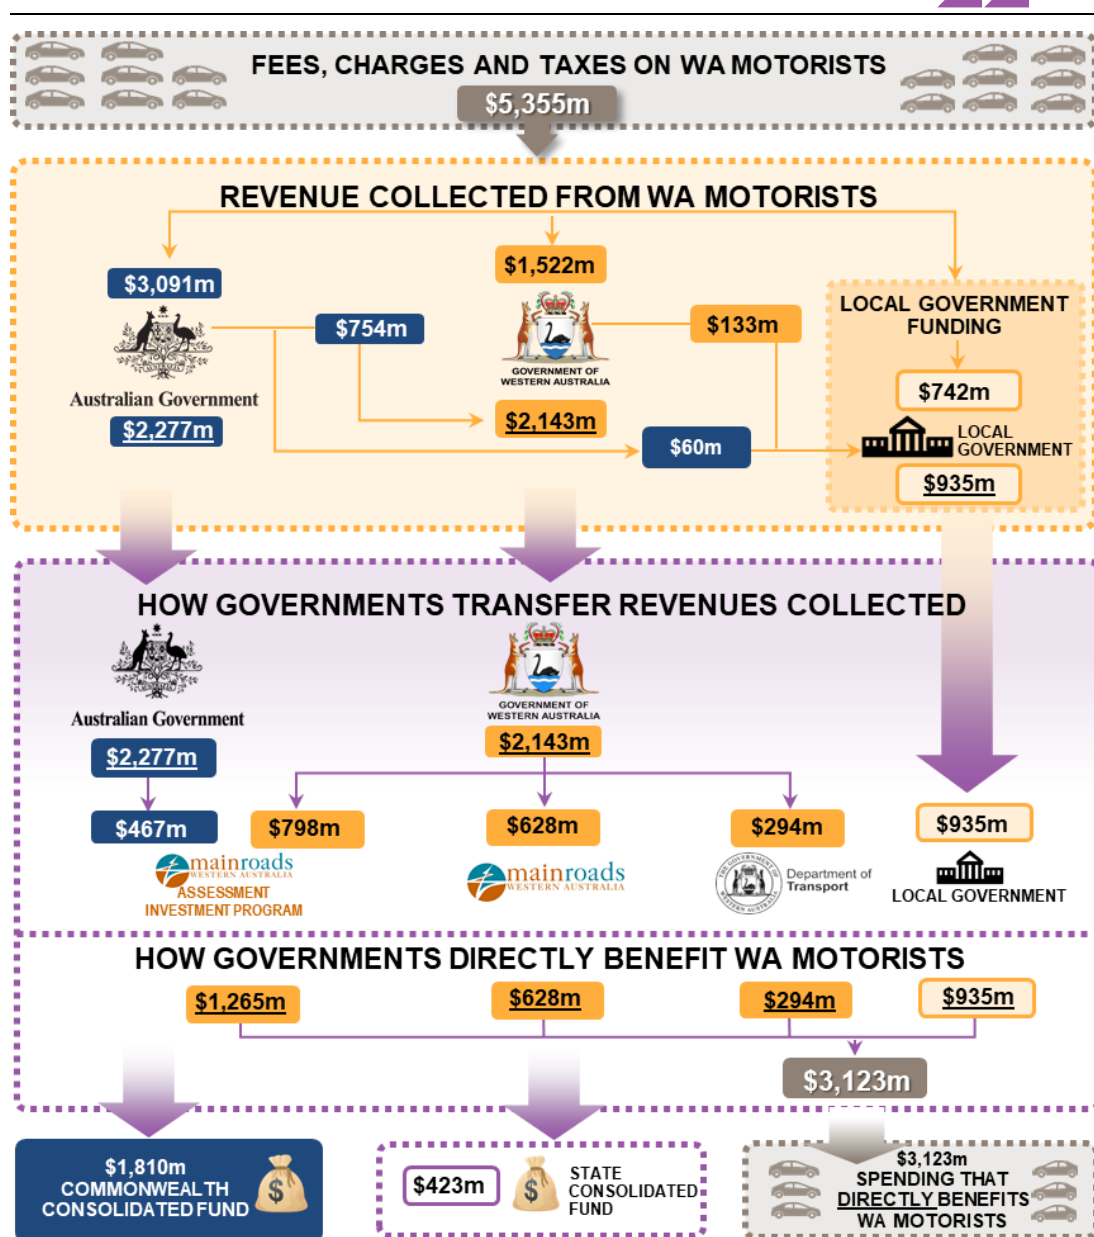 FEES, CHARGES AND TAXES ON WA MOTORISTS
$5,355m
REVENUE COLLECTED FROM WA MOTORISTS
$3,091m
$1,522m
LOCAL GOVERNMENT
FUNDING
$754m
$133m
GOVERNMENT OF
WESTERN AUSTRALIA
$742m
Australian Government
$2,277m
$2,143m
$60m
LOCAL
GOVERNMENT
$935m
HOW GOVERNMENTS TRANSFER REVENUES COLLECTED
Australian Government
GOVERNMENT OF
WESTERN AUSTRALIA
$2,277m
$2,143m
$467m
$798m
$628m
$294m
$935m
mainroads
WESTERN AUSTRALIA
ASSESSMENT
INVESTMENT PROGRAM
mainroads
WESTERN AUSTRALIA
THE GOVERNMENT OF
WESTERN AUSTRALIA
Department of
Transport
LOCAL GOVERNMENT
HOW GOVERNMENTS DIRECTLY BENEFIT WA MOTORISTS
$1,265m
$628m
$294m
$935m
$3,123m
$1,810m
COMMONWEALTH
CONSOLIDATED FUND
$
$423m
$
STATE
CONSOLIDATED
FUND
$3,123m
SPENDING THAT
DIRECTLY BENEFITS
WA MOTORISTS